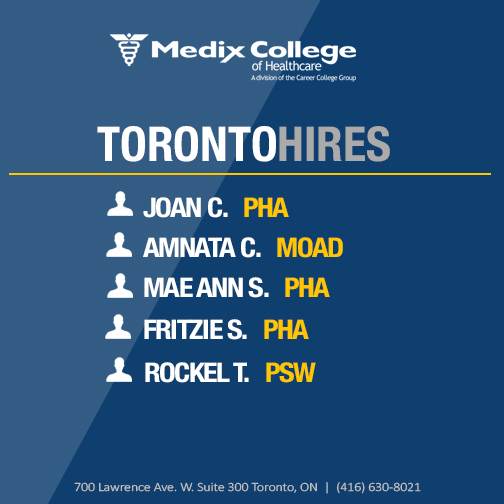 Medix College
of Healthcare
A division of the Career College Group
TORONTOHIRES
JOAN C. PHA
AMNATA C. MOAD
MAE ANN S. PHA
FRITZIE S. PHA
ROCKEL T. PSW
700 Lawrence Ave. W. Suite 300 Toronto, ON | (416) 630-8021